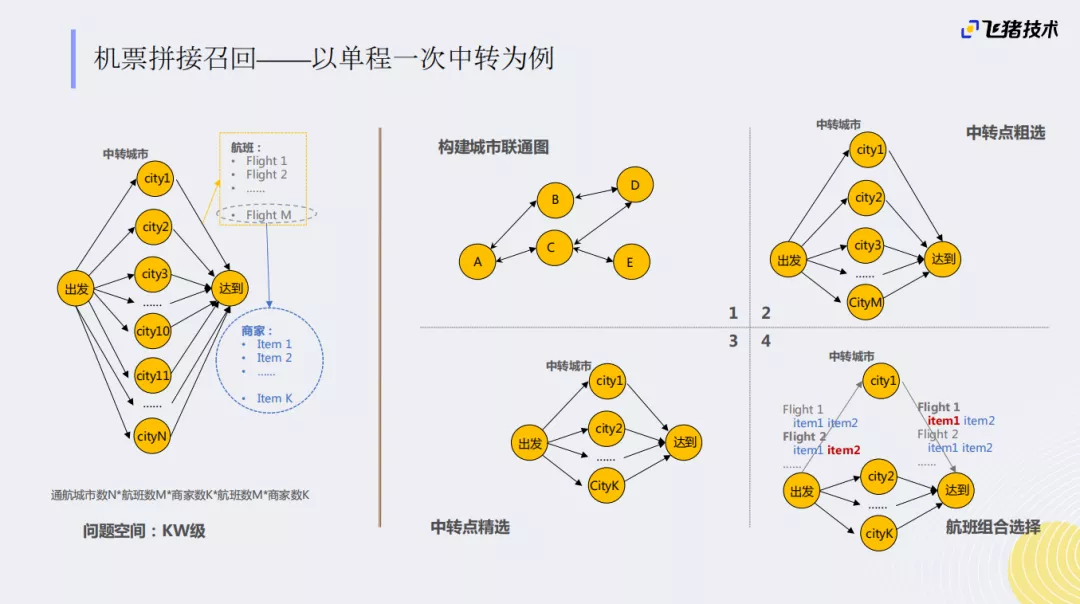 飞猪技术
机票拼接召回——以单程一次中转为例
中转城市
city1
city2
city3
……
city10
city11
……
cityN
出发
达到
航班：
• Flight 1
• Flight 2
• ……
• Flight M
商家：
• Item 1
• Item 2
• ……
• Item K
通航城市数N*航班数M*商家数K*航班数M*商家数K
问题空间：KW级
构建城市联通图
A
B
C
D
E
1
中转点粗选
中转城市
city1
city2
city3
……
CityM
出发
达到
2
3
中转城市
city1
city2
……
CityK
出发
达到
中转点精选
4
中转城市
city1
Flight 1
item1 item2
Flight 2
item1 item2
……
Flight 1
item1 item2
Flight 2
item1 item2
……
出发
city2
……
cityK
达到
航班组合选择